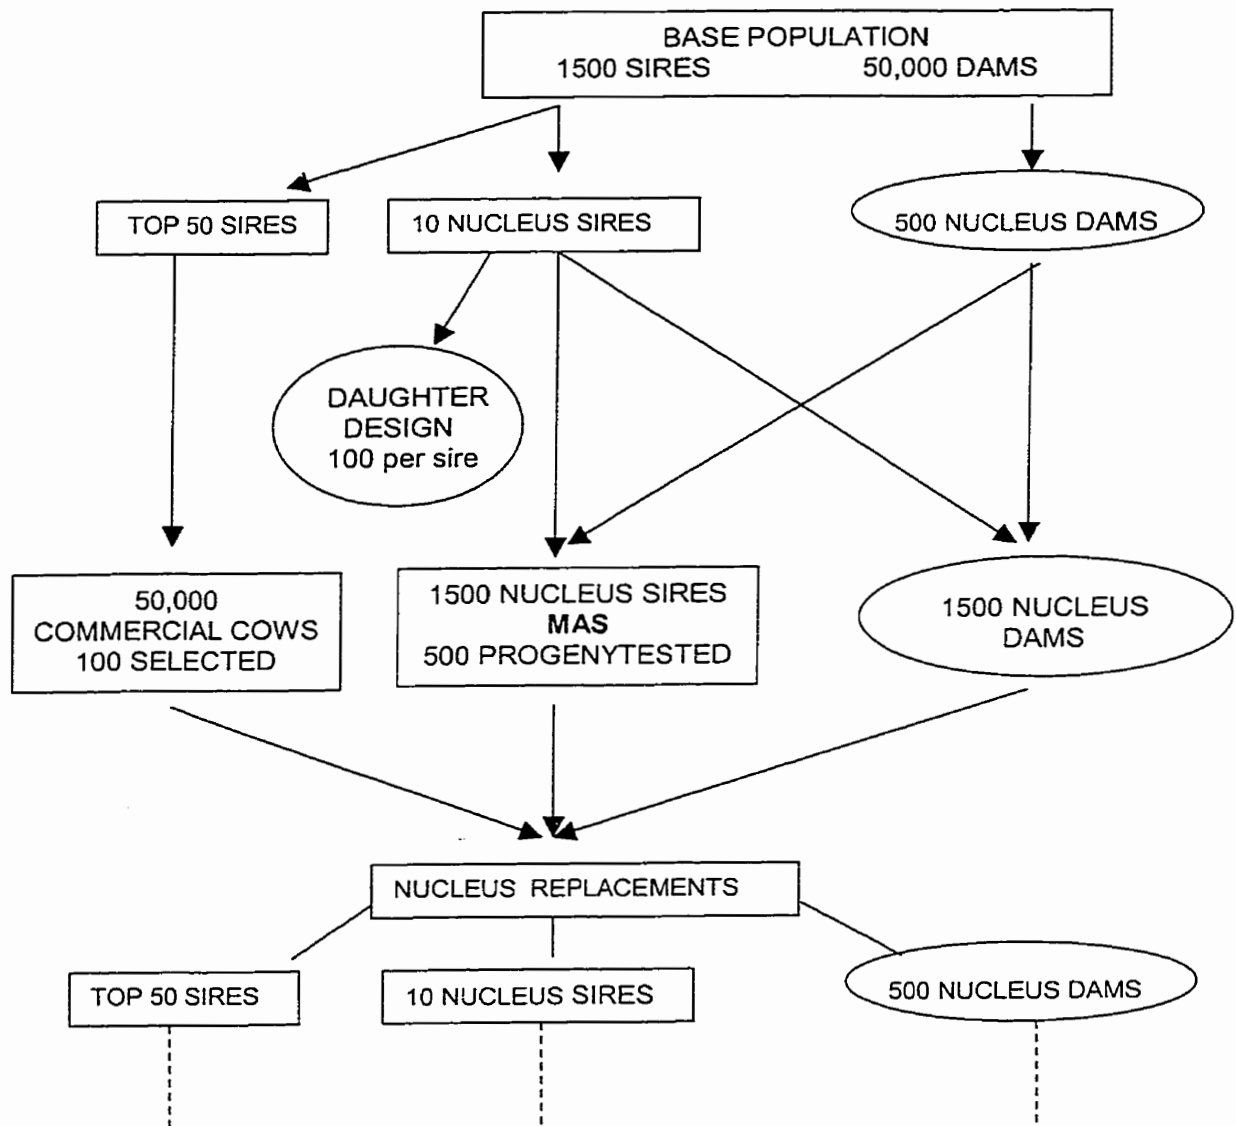 BASE POPULATION
1500 SIRES 50,000 DAMS
TOP 50 SIRES
10 NUCLEUS SIRES
500 NUCLEUS DAMS
DAUGHTER
DESIGN
100 per sire
50,000
COMMERCIAL COWS
100 SELECTED
1500 NUCLEUS SIRES
MAS
500 PROGENYTESTED
1500 NUCLEUS
DAMS
NUCLEUS REPLACEMENTS
TOP 50 SIRES
10 NUCLEUS SIRES
500 NUCLEUS DAMS